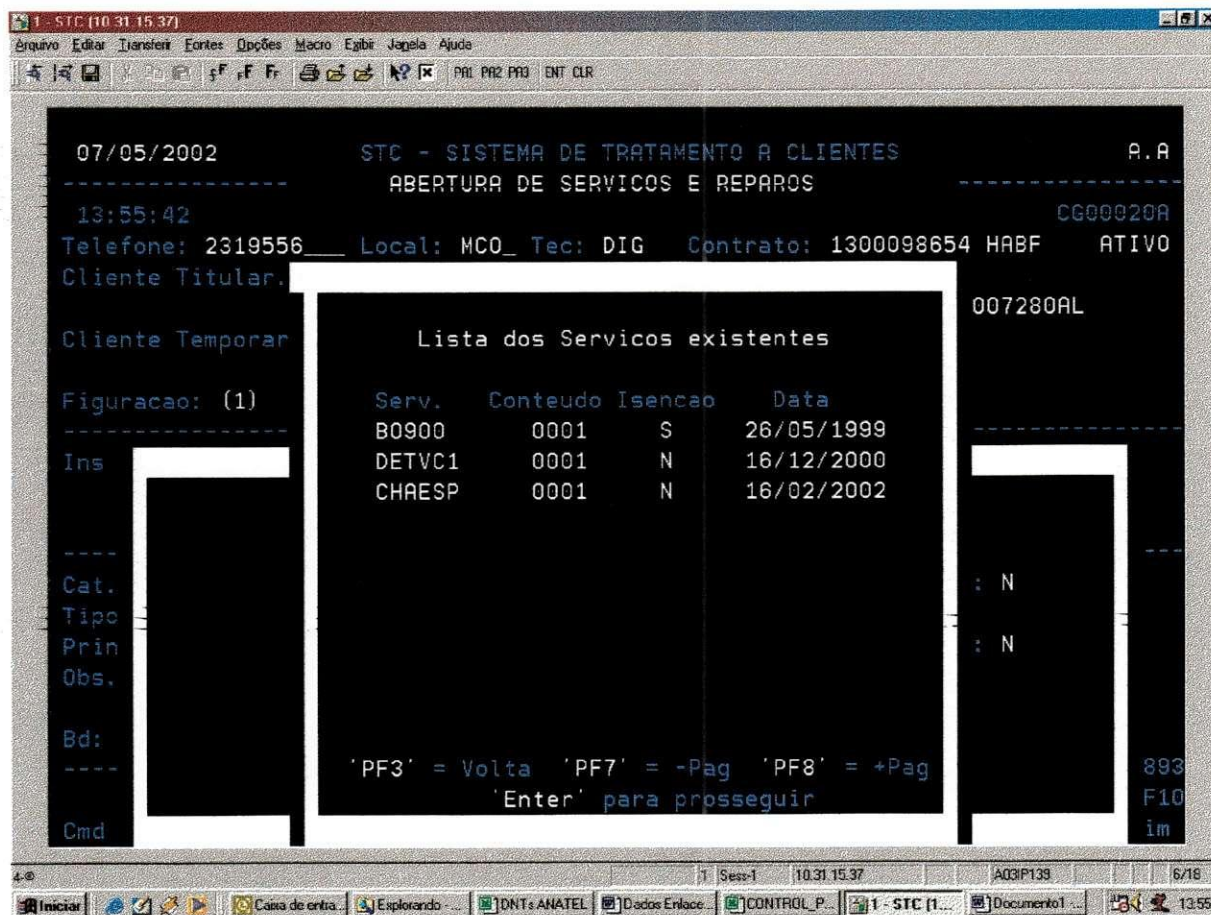 1 - STC (10.31.15.37)
Arquivo Editar Transferir Fontes Opções Macro Exibir Janela Ajuda
PA1 PA2 PA3 ENT CLR
07/05/2002 STC - SISTEMA DE TRATAMENTO A CLIENTES A.A
---------------- ABERTURA DE SERVICOS E REPAROS ----------------
13:55:42 CG00020A
Telefone: 2319556___ Local: MCO_ Tec: DIG Contrato: 1300098654 HABF ATIVO
Cliente Titular.
007280AL
Cliente Temporar
Lista dos Servicos existentes
Figuracao: (1)
Serv. Conteudo Isencao Data
B0900 0001 S 26/05/1999
Ins
DETVC1 0001 N 16/12/2000
CHAESP 0001 N 16/02/2002
Cat. : N
Tipo
Prin : N
Obs.
Bd:
'PF3' = Volta 'PF7' = -Pag 'PF8' = +Pag 893
'Enter' para prosseguir F10
Cmd im
4-© 1 Sess-1 10.31.15.37 A03IP139 6/18
Iniciar Caixa de entra... Explorando - ... DNTs ANATEL Dados Enlace... CONTROL_P... 1 - STC (1... Documento1 ... 13:55